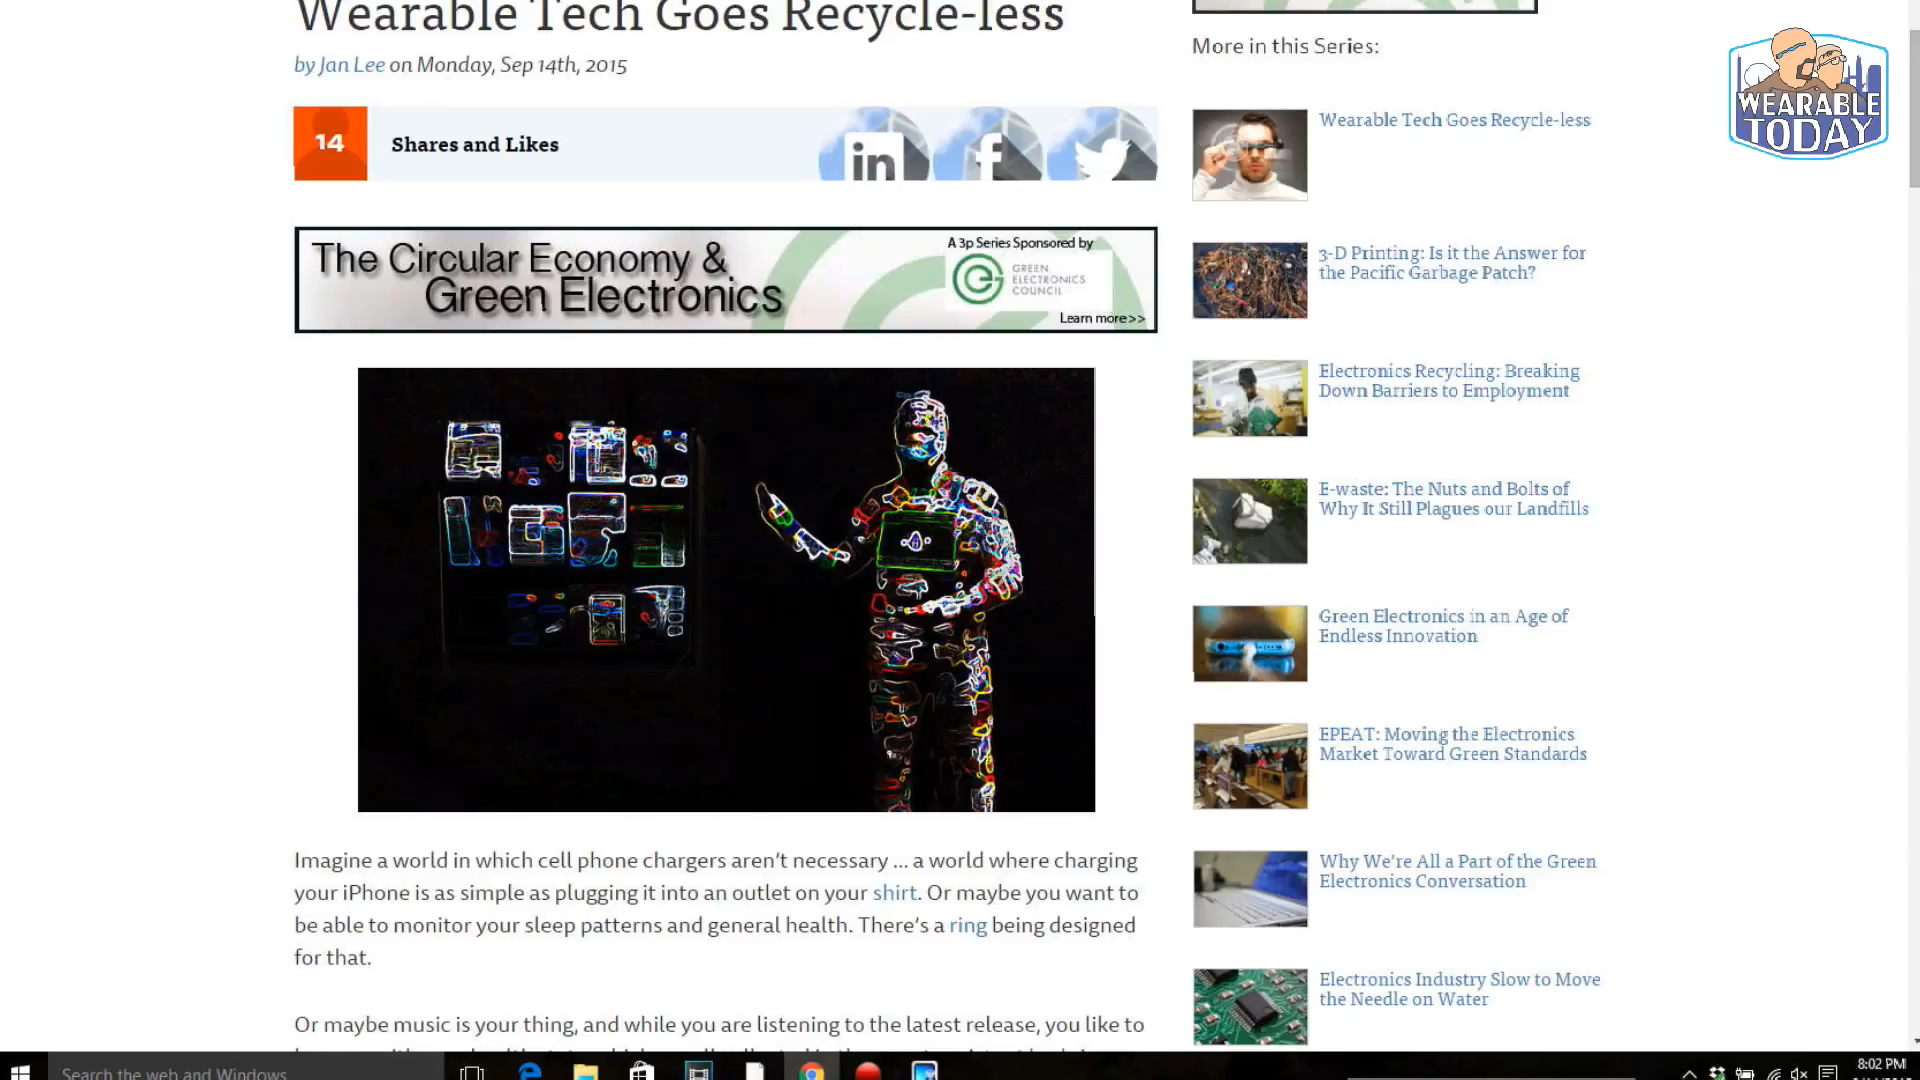 Wearable Tech Goes Recycle-less
by Jan Lee on Monday, Sep 14th, 2015
14
Shares and Likes
in
f
The Circular Economy &
Green Electronics
A 3p Series Sponsored by
GREEN
ELECTRONICS
COUNCIL
Learn more>>
Imagine a world in which cell phone chargers aren't necessary ... a world where charging
your iPhone is as simple as plugging it into an outlet on your shirt. Or maybe you want to
be able to monitor your sleep patterns and general health. There's a ring being designed
for that.
Or maybe music is your thing, and while you are listening to the latest release, you like to
More in this Series:
Wearable Tech Goes Recycle-less
3-D Printing: Is it the Answer for
the Pacific Garbage Patch?
Electronics Recycling: Breaking
Down Barriers to Employment
E-waste: The Nuts and Bolts of
Why It Still Plagues our Landfills
Green Electronics in an Age of
Endless Innovation
EPEAT: Moving the Electronics
Market Toward Green Standards
Why We're All a Part of the Green
Electronics Conversation
Electronics Industry Slow to Move
the Needle on Water
WEARABLE
TODAY
Search the web and Windows
8:02 PM